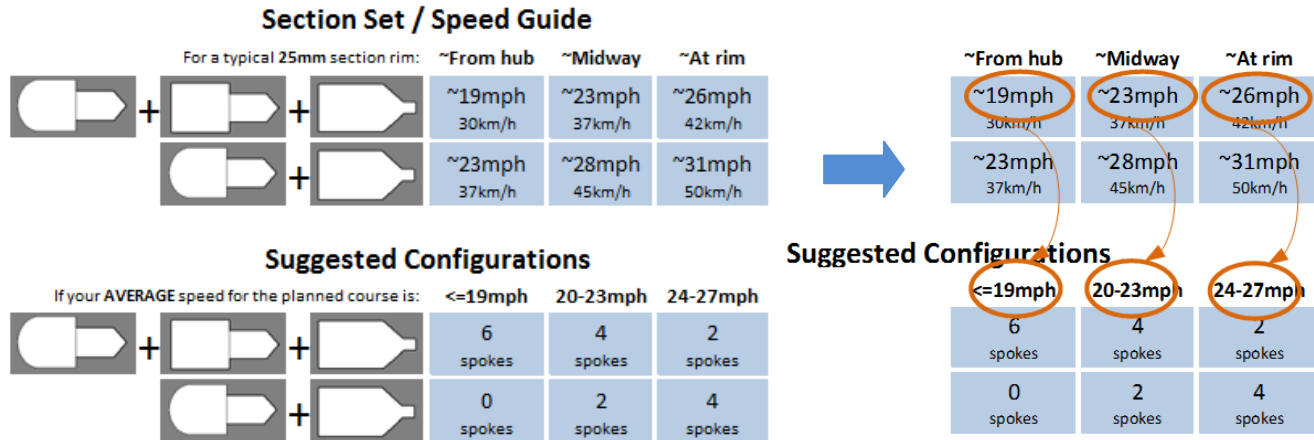 Section Set / Speed Guide
For a typical 25mm section rim: ~From hub ~Midway ~At rim
+ + ~19mph ~23mph ~26mph
30km/h 37km/h 42km/h
+ ~23mph ~28mph ~31mph
37km/h 45km/h 50km/h
Suggested Configurations
If your AVERAGE speed for the planned course is: <=19mph 20-23mph 24-27mph
+ + 6 4 2
spokes spokes spokes
+ 0 2 4
spokes spokes spokes
~From hub ~Midway ~At rim
~19mph ~23mph ~26mph
30km/h 37km/h 42km/h
~23mph ~28mph ~31mph
37km/h 45km/h 50km/h
Suggested Configurations
<=19mph 20-23mph 24-27mph
6 4 2
spokes spokes spokes
0 2 4
spokes spokes spokes